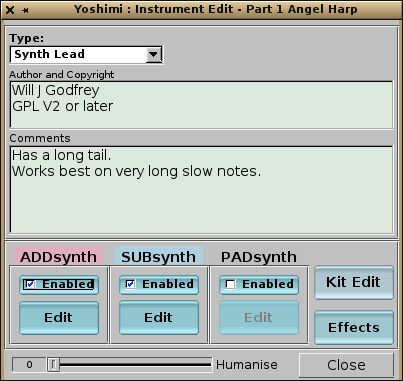 Yoshimi : Instrument Edit - Part 1 Angel Harp
Type:
Synth Lead
Author and Copyright
Will J Godfrey
GPL V2 or later
Comments
Has a long tail.
Works best on very long slow notes.
ADDsynth SUBsynth PADsynth
Enabled Enabled Enabled Kit Edit
Edit Edit Edit Effects
0 Humanise Close